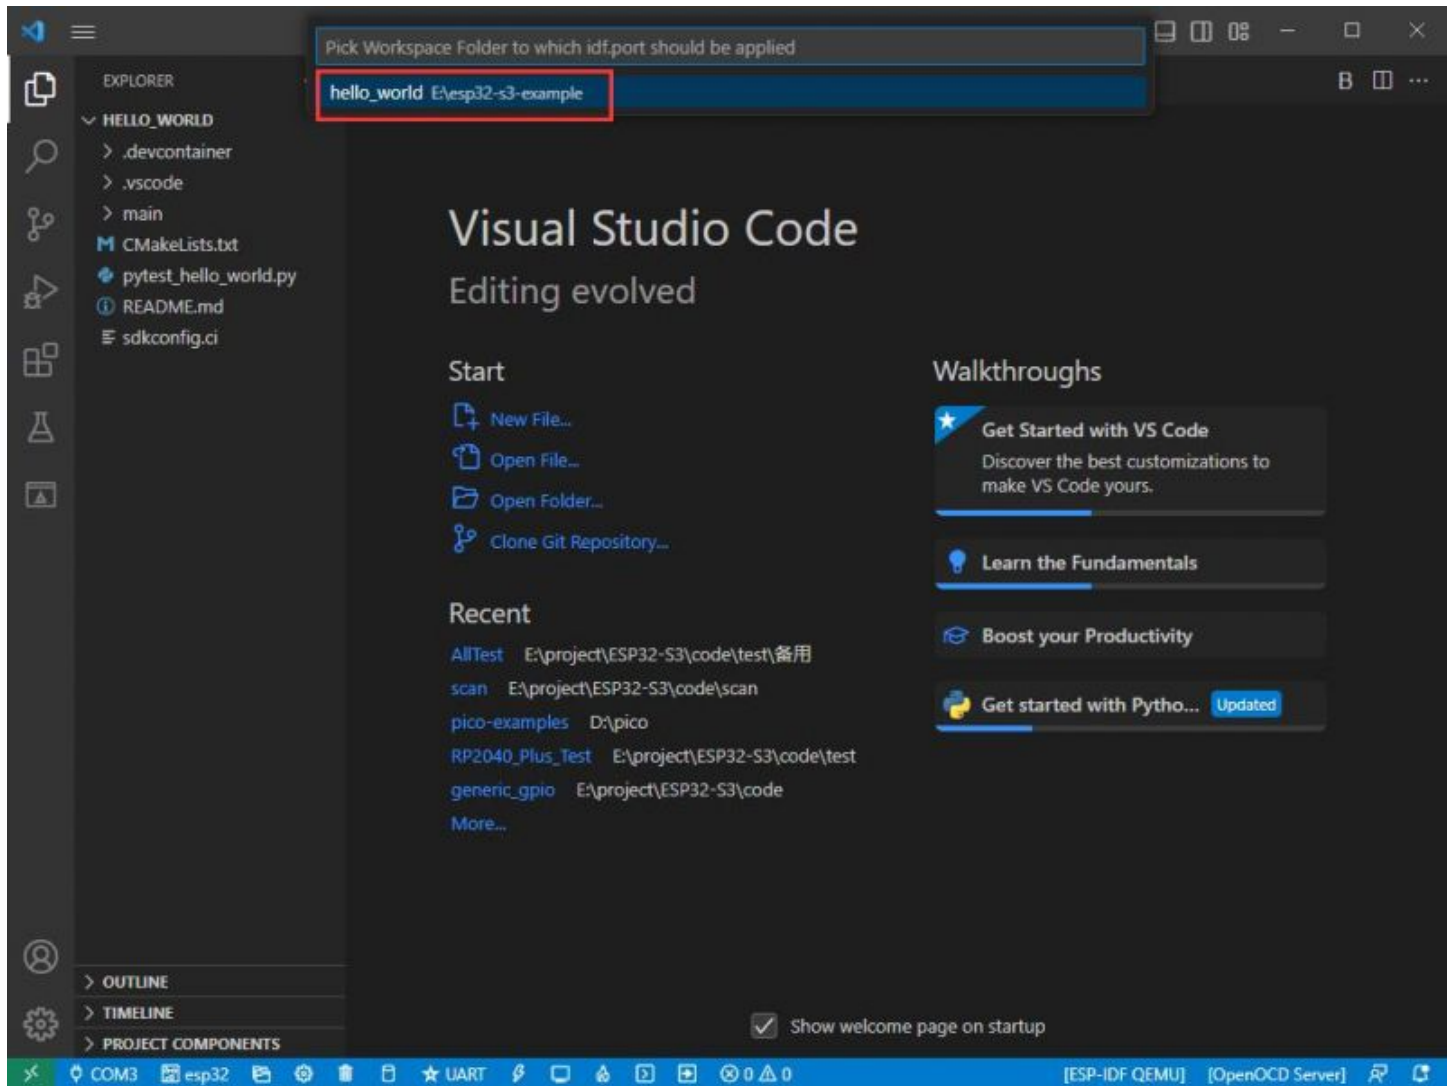 Pick Workspace Folder to which idf.port should be applied
hello_world E:\esp32-s3-example
EXPLORER
HELLO_WORLD
.devcontainer
.vscode
main
CMakeLists.txt
pytest_hello_world.py
README.md
sdkconfig.ci
Visual Studio Code
Editing evolved
Start
New File...
Open File...
Open Folder...
Clone Git Repository...
Recent
AllTest E:\project\ESP32-S3\code\test\备用
scan E:\project\ESP32-S3\code\scan
pico-examples D:\pico
RP2040_Plus_Test E:\project\ESP32-S3\code\test
generic_gpio E:\project\ESP32-S3\code
More...
Walkthroughs
Get Started with VS Code
Discover the best customizations to
make VS Code yours.
Learn the Fundamentals
Boost your Productivity
Get started with Pytho... Updated
OUTLINE
TIMELINE
PROJECT COMPONENTS
Show welcome page on startup
COM3 esp32 UART 0 0 [ESP-IDF QEMU] [OpenOCD Server]